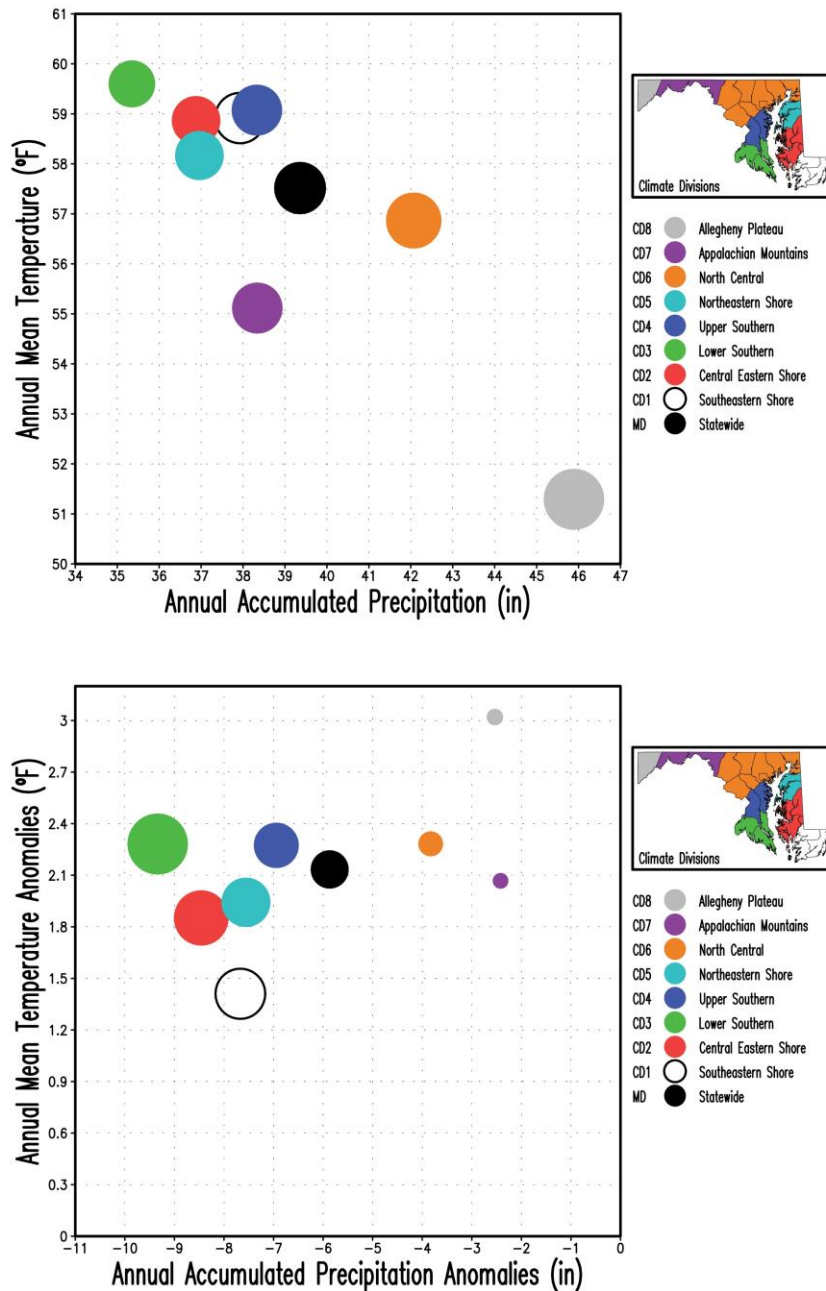 61
60
59
58
57
56
55
54
53
52
51
50
Annual Mean Temperature (°F)
34 35 36 37 38 39 40 41 42 43 44 45 46 47
Annual Accumulated Precipitation (in)
Climate Divisions
CD8 Allegheny Plateau
CD7 Appalachian Mountains
CD6 North Central
CD5 Northeastern Shore
CD4 Upper Southern
CD3 Lower Southern
CD2 Central Eastern Shore
CD1 Southeastern Shore
MD Statewide
3
2.7
2.4
2.1
1.8
1.5
1.2
0.9
0.6
0.3
0
Annual Mean Temperature Anomalies (°F)
-11 -10 -9 -8 -7 -6 -5 -4 -3 -2 -1 0
Annual Accumulated Precipitation Anomalies (in)
Climate Divisions
CD8 Allegheny Plateau
CD7 Appalachian Mountains
CD6 North Central
CD5 Northeastern Shore
CD4 Upper Southern
CD3 Lower Southern
CD2 Central Eastern Shore
CD1 Southeastern Shore
MD Statewide